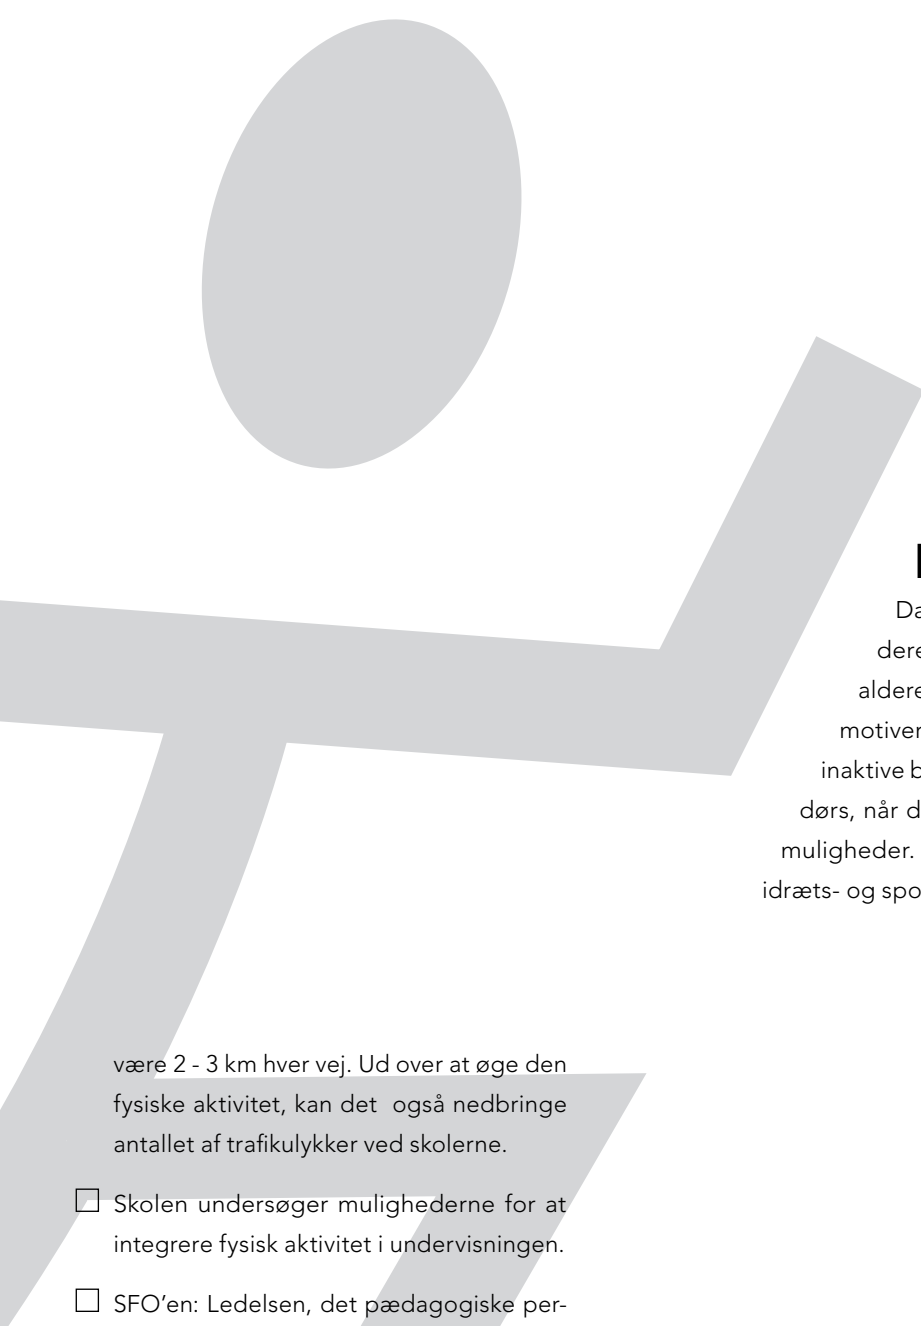 være 2 - 3 km hver vej. Ud over at øge den
fysiske aktivitet, kan det også nedbringe
antallet af trafikulykker ved skolerne.
☐ Skolen undersøger mulighederne for at
integrere fysisk aktivitet i undervisningen.
☐ SFO'en: Ledelsen, det pædagogiske per-
inaktive
dørs, når
muligheder.
idræts- og